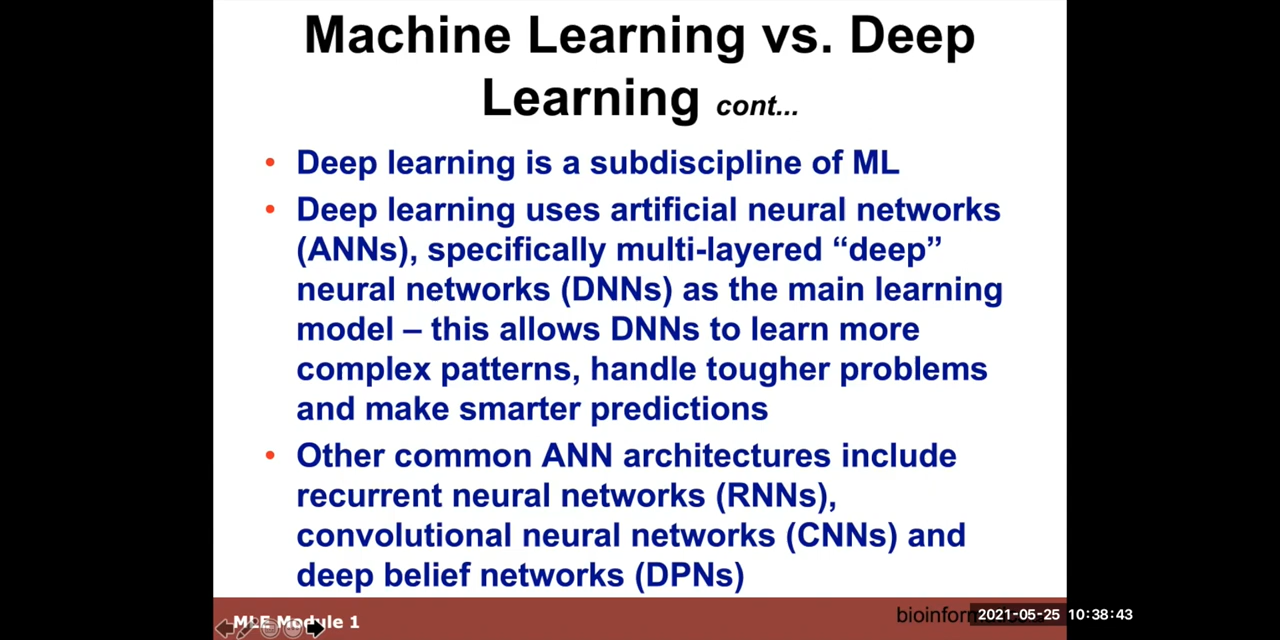 Machine Learning vs. Deep
Learning cont...
• Deep learning is a subdiscipline of ML
• Deep learning uses artificial neural networks
(ANNs), specifically multi-layered “deep”
neural networks (DNNs) as the main learning
model – this allows DNNs to learn more
complex patterns, handle tougher problems
and make smarter predictions
• Other common ANN architectures include
recurrent neural networks (RNNs),
convolutional neural networks (CNNs) and
deep belief networks (DPNs)
MLE Module 1
2021-05-25 10:38:43